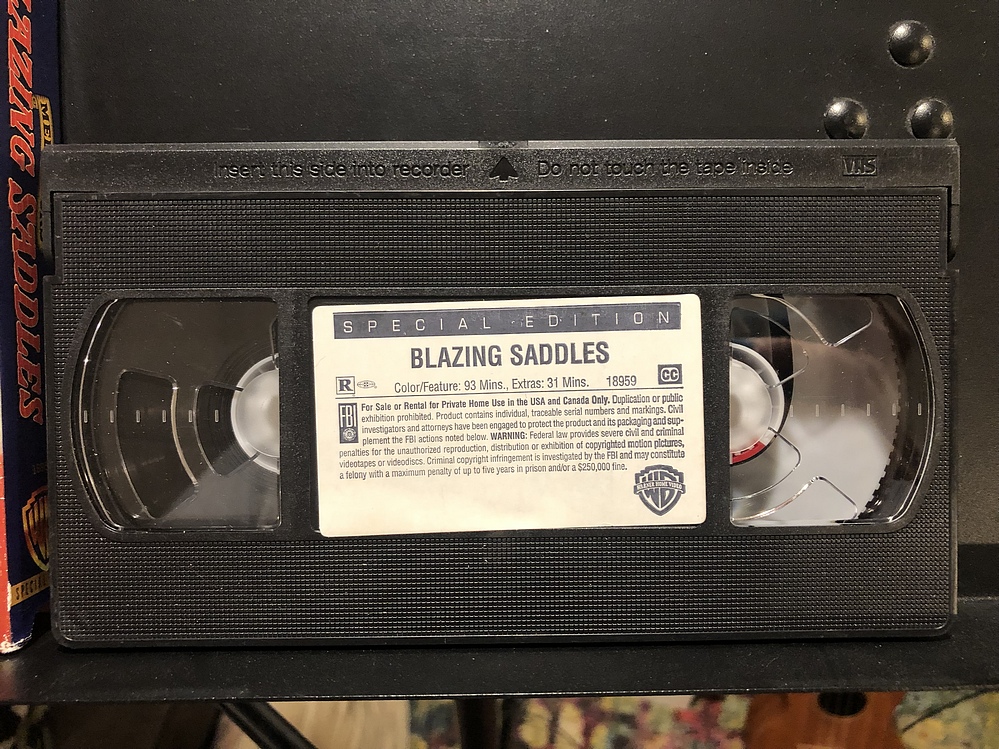 BLAZING SADDLES
Insert this side into recorder
Do not touch the tape inside
VHS
SPECIAL EDITION
BLAZING SADDLES
R
Color/Feature: 93 Mins., Extras: 31 Mins. 18959
CC
FBI
For Sale or Rental for Private Home Use in the USA and Canada Only. Duplication or public
exhibition prohibited. Product contains individual, traceable serial numbers and markings. Civil
investigators and attorneys have been engaged to protect the product and its packaging and sup-
plement the FBI actions noted below. WARNING: Federal law provides severe civil and criminal
penalties for the unauthorized reproduction, distribution or exhibition of copyrighted motion pictures,
videotapes or videodiscs. Criminal copyright infringement is investigated by the FBI and may constitute
a felony with a maximum penalty of up to five years in prison and/or a $250,000 fine.
WARNER HOME VIDEO